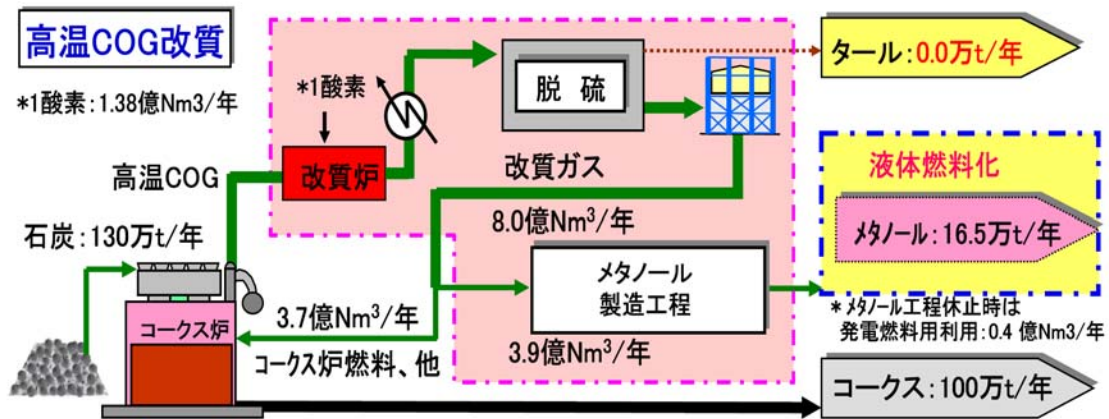 高温COG改質
*1酸素：1.38億Nm3/年
*1酸素
脱 硫
タール：0.0万t/年
高温COG
改質炉
改質ガス
8.0億Nm³/年
液体燃料化
メタノール：16.5万t/年
石炭：130万t/年
メタノール
製造工程
コークス炉
3.7億Nm³/年
コークス炉燃料、他
3.9億Nm³/年
*メタノール工程休止時は
発電燃料用利用：0.4 億Nm3/年
コークス：100万t/年